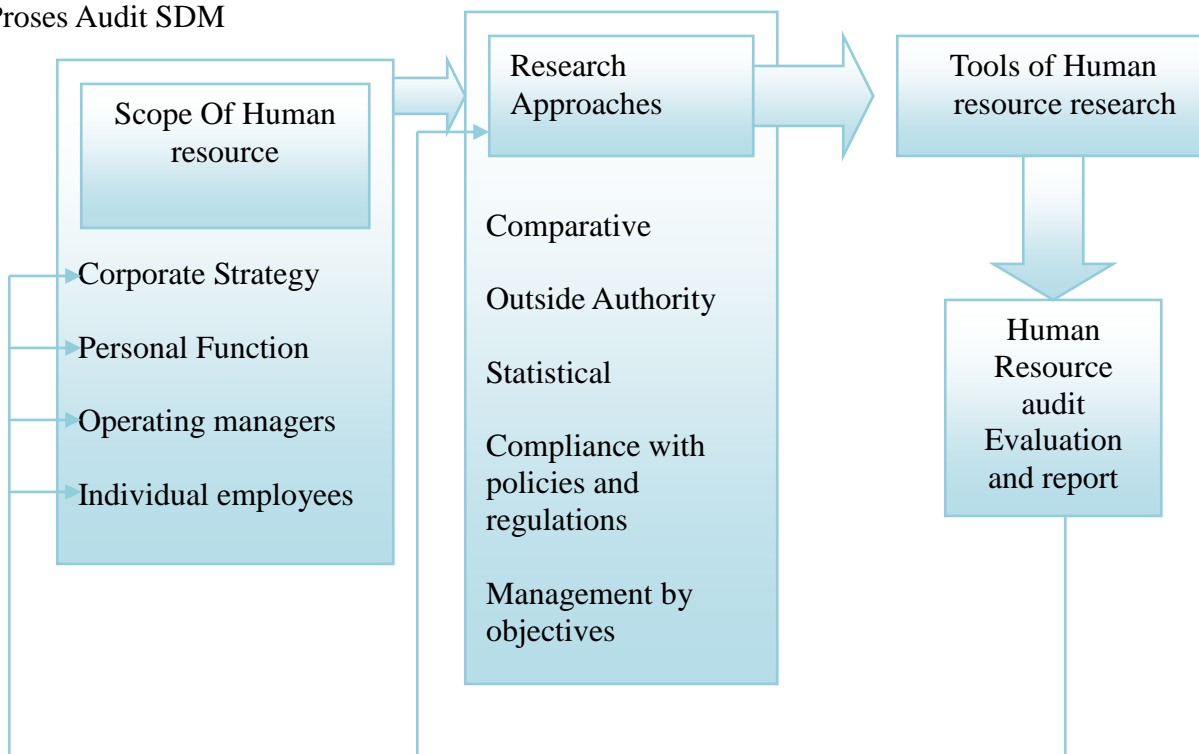 Proses Audit SDM
Scope Of Human
resource
Corporate Strategy
Personal Function
Operating managers
Individual employees
Research
Approaches
Comparative
Outside Authority
Statistical
Compliance with
policies and
regulations
Management by
objectives
Tools of Human
resource research
Human
Resource
audit
Evaluation
and report